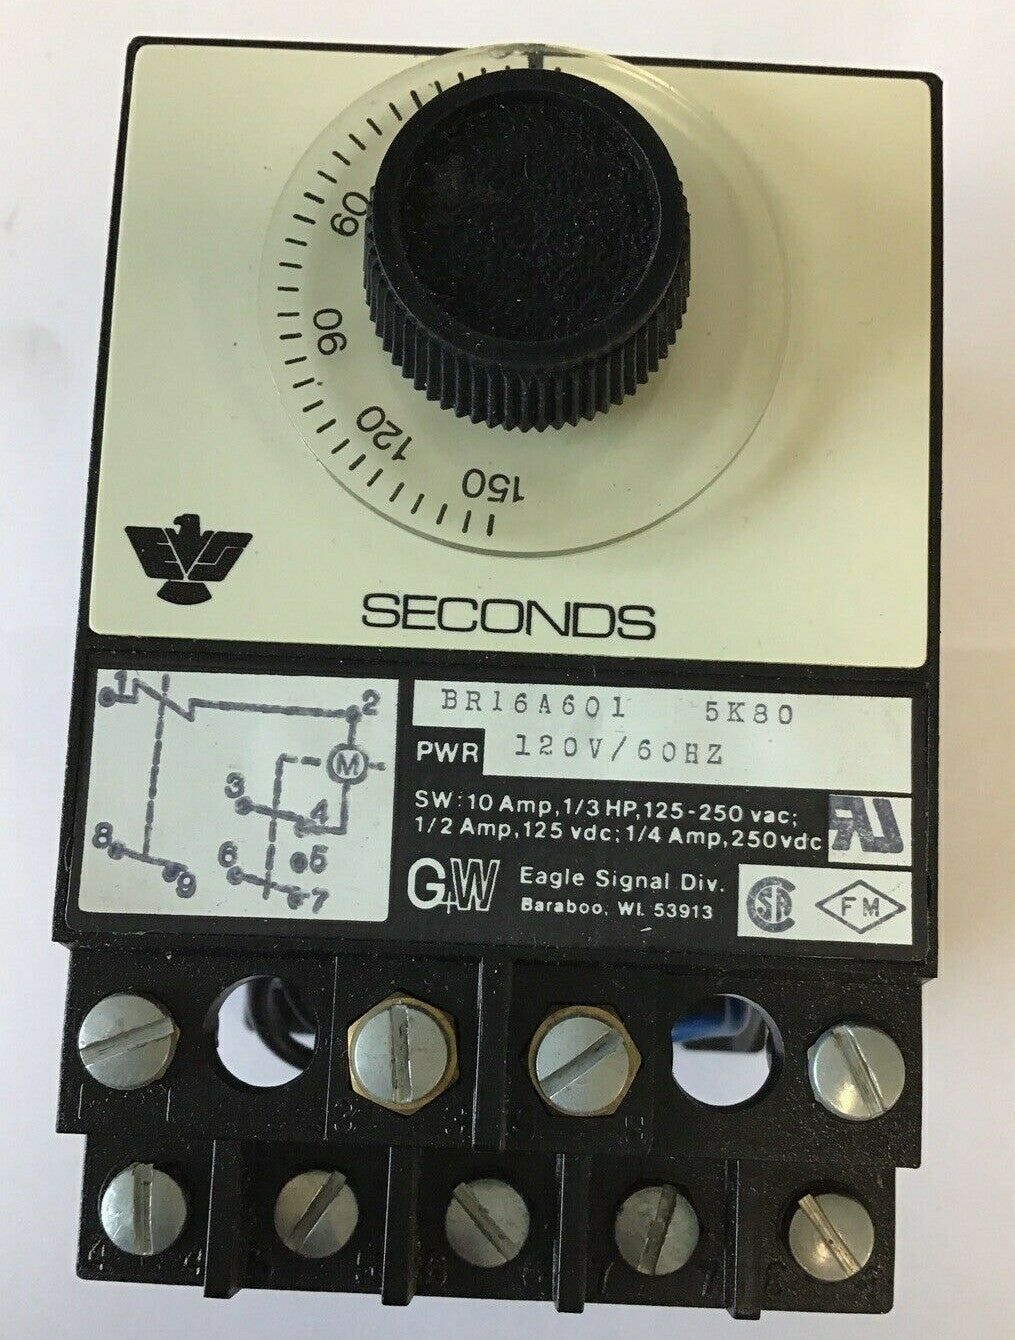 60
90
120
150
SECONDS
1 2
3
4
8
6 5
9
7
BR16A601 5K80
PWR 120V/60HZ
M
SW: 10 Amp, 1/3 HP, 125-250 vac;
1/2 Amp, 125 vdc; 1/4 Amp, 250vdc
G+W Eagle Signal Div.
Baraboo, WI. 53913
FM